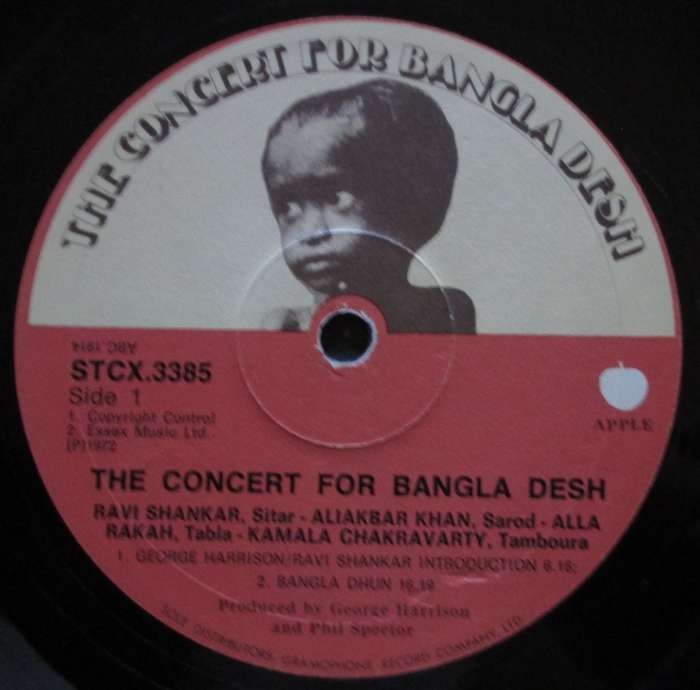 THE CONCERT FOR BANGLA DESH
ABC. 1914
STCX.3385
Side 1
1. Copyright Control
2. Essex Music Ltd.
(P)1972
APPLE
THE CONCERT FOR BANGLA DESH
RAVI SHANKAR, Sitar - ALIAKBAR KHAN, Sarod - ALLA
RAKAH, Tabla - KAMALA CHAKRAVARTY, Tamboura
1. GEORGE HARRISON/RAVI SHANKAR INTRODUCTION 6.16;
2. BANGLA DHUN 16.19
Produced by George Harrison
and Phil Spector
SOLE DISTRIBUTORS, GRAMOPHONE RECORD COMPANY, LTD.